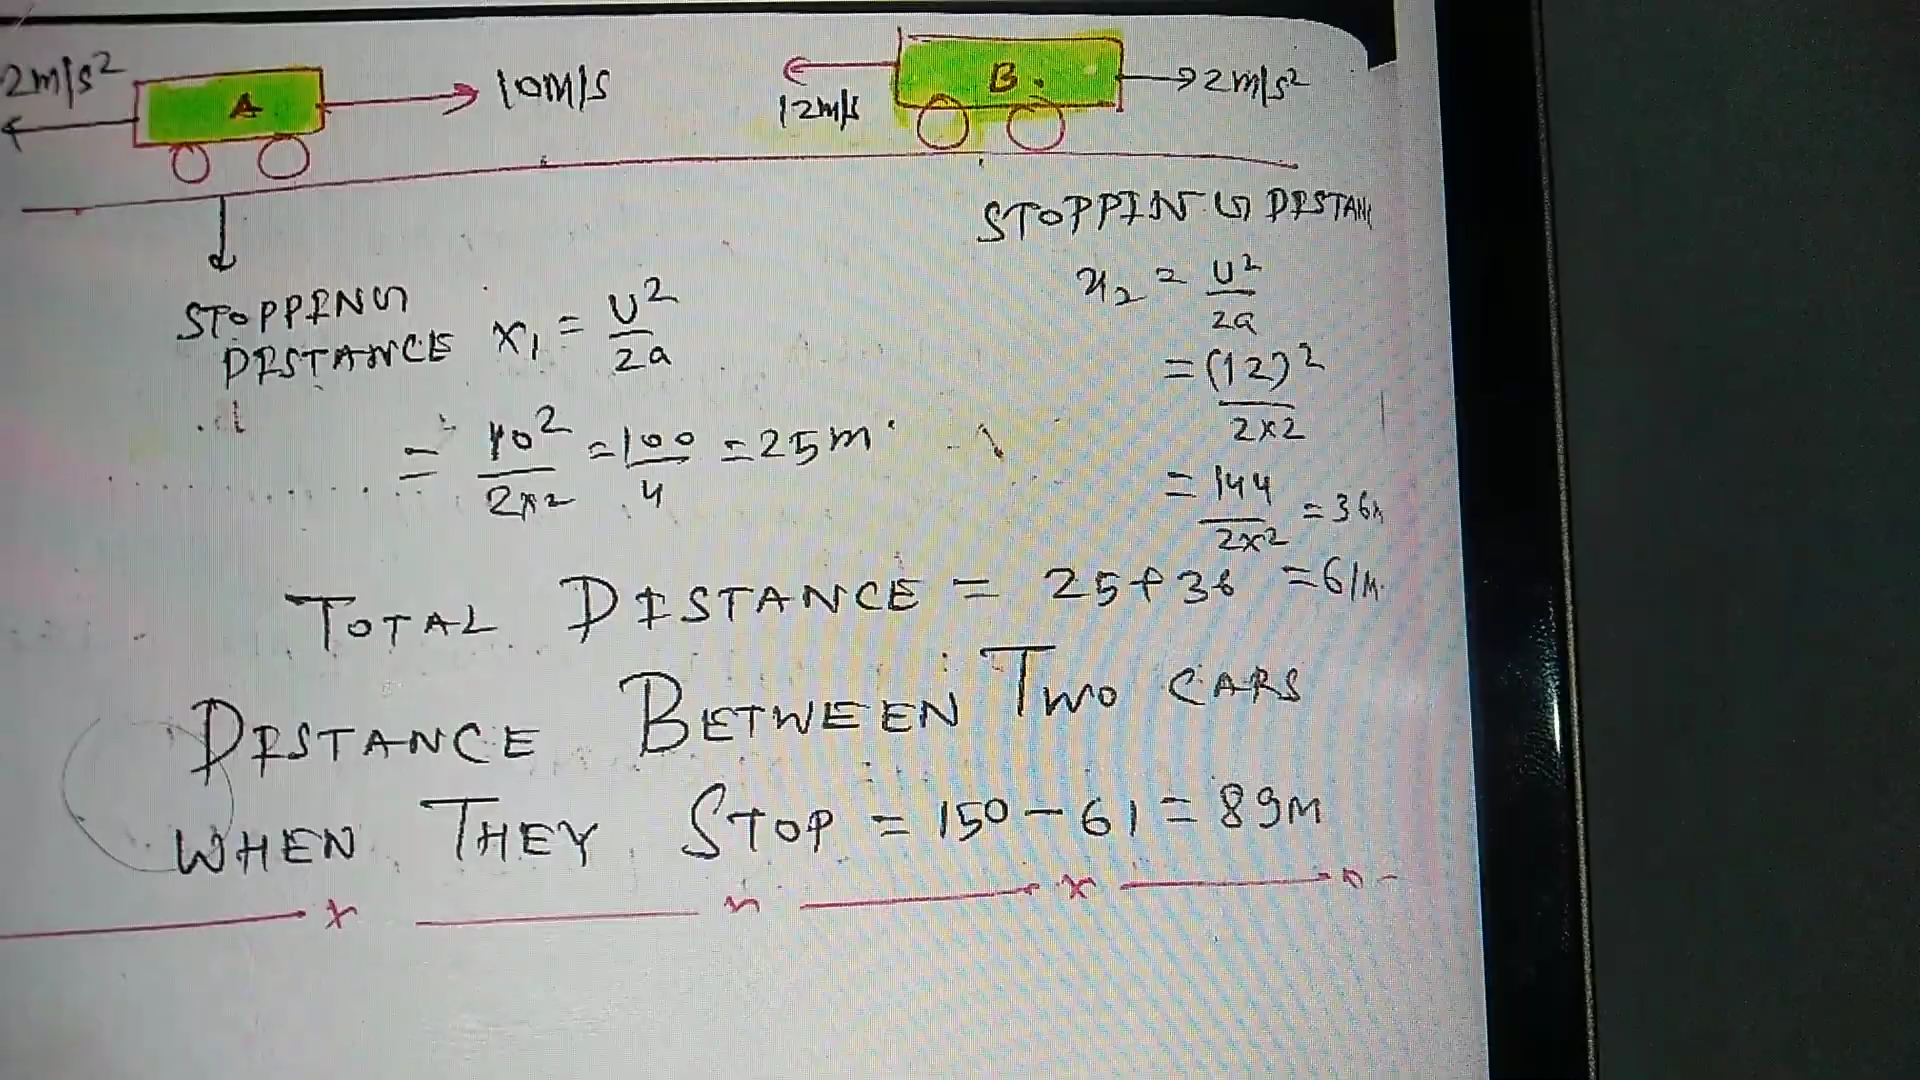 2m/s²
A
10m/s
12m/s
B.
2m/s²
STOPPING
DISTANCE x₁ = U²/2a
= 10²/2x2 = 100/4 = 25m
STOPPING DISTAN
x₂ = U²/2a
= (12)²/2x2
= 144/2x2 = 36m
TOTAL DISTANCE = 25+36 = 61M.
DISTANCE BETWEEN TWO CARS
WHEN THEY STOP = 150-61 = 89M